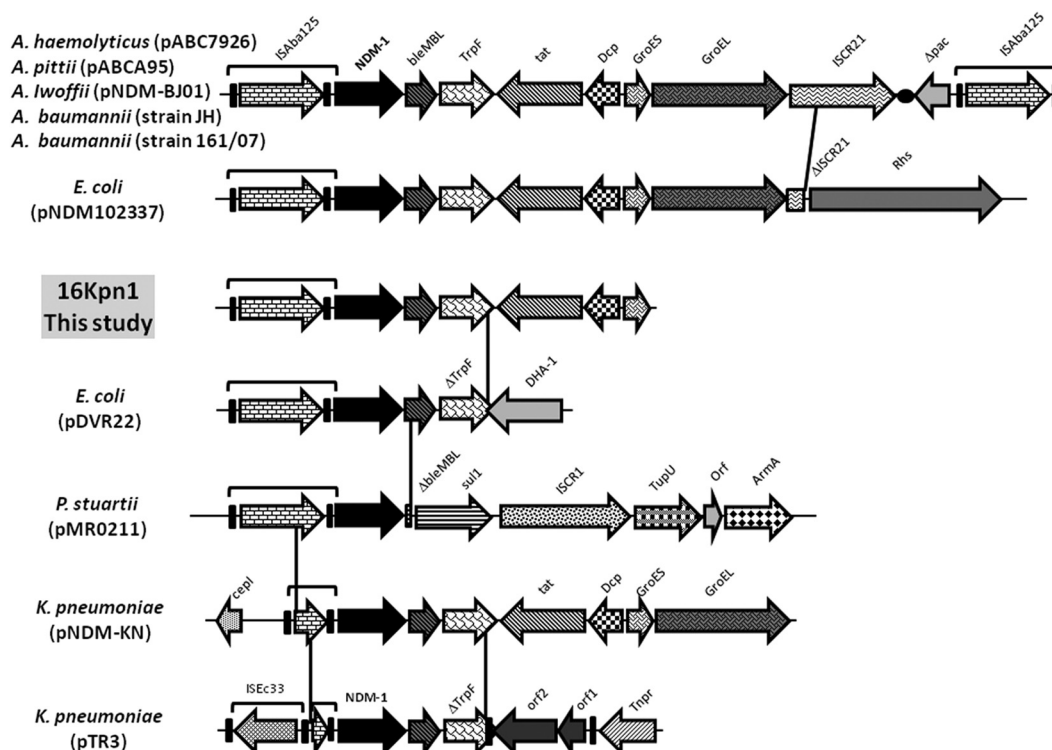 ISAba125 NDM-1 bleMBL TrpF tat Dcp GroES GroEL ISCR21 Δpac ISAba125
A. haemolyticus (pABC7926)
A. pittii (pABCA95)
A. lwoffii (pNDM-BJ01)
A. baumannii (strain JH)
A. baumannii (strain 161/07)
ΔISCR21 Rhs
E. coli
(pNDM102337)
16Kpn1
This study
ΔTrpF DHA-1
E. coli
(pDVR22)
ΔbleMBL sul1 ISCR1 TupU Orf ArmA
P. stuartii
(pMR0211)
cepI tat Dcp GroES GroEL
K. pneumoniae
(pNDM-KN)
ISEc33 NDM-1 ΔTrpF orf2 orf1 Tnpr
K. pneumoniae
(pTR3)